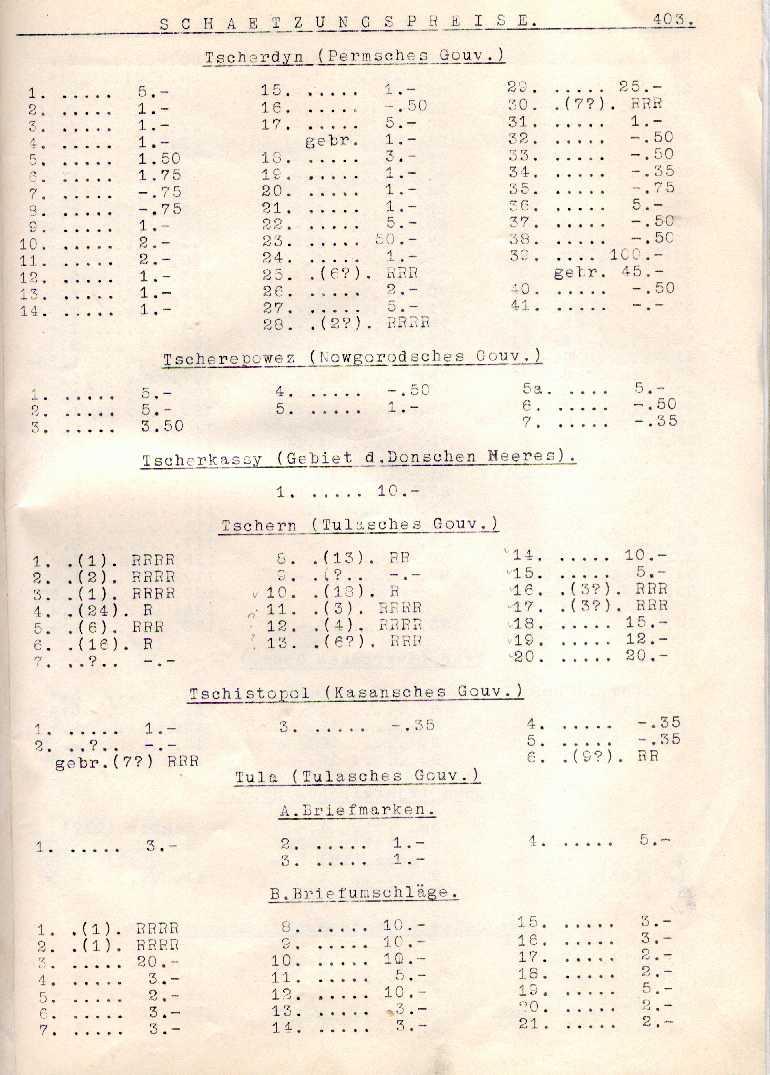 SCHAETZUNGSPREISE. 403.
Tscherdyn (Permsches Gouv.)
1. ..... 5.-
2. ..... 1.-
3. ..... 1.-
4. ..... 1.-
5. ..... 1.50
6. ..... 1.75
7. ..... -.75
8. ..... -.75
9. ..... 1.-
10. ..... 2.-
11. ..... 2.-
12. ..... 1.-
13. ..... 1.-
14. ..... 1.-
15. ..... 1.-
16. ..... -.50
17. ..... 5.-
gebr. 1.-
18. ..... 3.-
19. ..... 1.-
20. ..... 1.-
21. ..... 1.-
22. ..... 5.-
23. ..... 50.-
24. ..... 1.-
25. .(6?). RRR
26. ..... 2.-
27. ..... 5.-
28. .(2?). RRRR
29. ..... 25.-
30. .(7?). RRR
31. ..... 1.-
32. ..... -.50
33. ..... -.50
34. ..... -.35
35. ..... -.75
36. ..... 5.-
37. ..... -.50
38. ..... -.50
39. .... 100.-
gebr. 45.-
40. ..... -.50
41. ..... -.-
Tscherepowez (Nowgorodsches Gouv.)
1. ..... 5.-
2. ..... 5.-
3. ..... 3.50
4. ..... -.50
5. ..... 1.-
5a. .... 5.-
6. ..... -.50
7. ..... -.35
Tscherkassy (Gebiet d.Donschen Heeres).
1. ..... 10.-
Tschern (Tulasches Gouv.)
1. .(1). RRRR
2. .(2). RRRR
3. .(1). RRRR
4. .(24). R
5. .(6). RRR
6. .(16). R
7. ..?.. -.-
8. .(13). RR
9. .(?.. -.-
10. .(18). R
11. .(3). RRRR
12. .(4). RRRR
13. .(6?). RRR
14. ..... 10.-
15. ..... 5.-
16. .(3?). RRR
17. .(3?). RRR
18. ..... 15.-
19. ..... 12.-
20. ..... 20.-
Tschistopol (Kasansches Gouv.)
1. ..... 1.-
2. ..?.. -.-
gebr.(7?) RRR
3. ..... -.35
4. ..... -.35
5. ..... -.35
6. .(9?). RR
Tula (Tulasches Gouv.)
A.Briefmarken.
1. ..... 3.-
2. ..... 1.-
3. ..... 1.-
4. ..... 5.-
B.Briefumschläge.
1. .(1). RRRR
2. .(1). RRRR
3. ..... 20.-
4. ..... 3.-
5. ..... 2.-
6. ..... 3.-
7. ..... 3.-
8. ..... 10.-
9. ..... 10.-
10. ..... 10.-
11. ..... 5.-
12. ..... 10.-
13. ..... 3.-
14. ..... 3.-
15. ..... 3.-
16. ..... 3.-
17. ..... 2.-
18. ..... 2.-
19. ..... 5.-
20. ..... 2.-
21. ..... 2.-